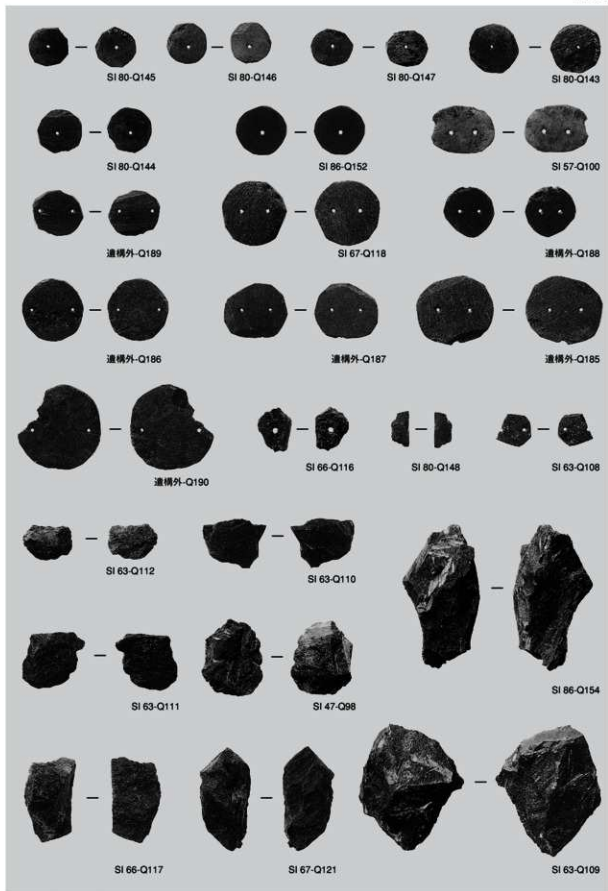 SI 80-Q145
SI 80-Q146
SI 80-Q147
SI 80-Q143
SI 80-Q144
SI 86-Q152
SI 57-Q100
遺構外-Q189
SI 67-Q118
遺構外-Q188
遺構外-Q186
遺構外-Q187
遺構外-Q185
遺構外-Q190
SI 66-Q116
SI 80-Q148
SI 63-Q108
SI 63-Q112
SI 63-Q110
SI 86-Q154
SI 63-Q111
SI 47-Q98
SI 66-Q117
SI 67-Q121
SI 63-Q109